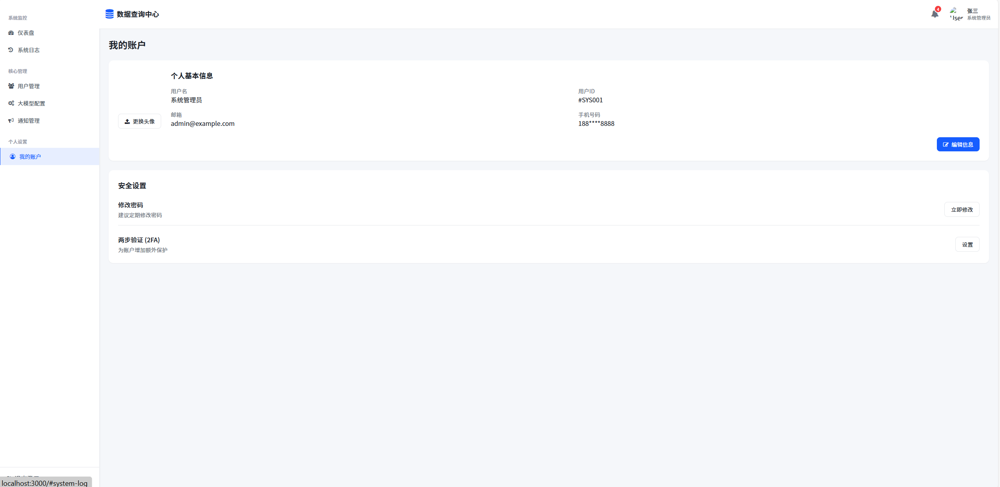 系统监控
仪表盘
系统日志
核心管理
用户管理
大模型配置
通知管理
个人设置
我的账户
localhost:3000/#system-log
数据查询中心
4
User
张三
系统管理员
我的账户
更换头像
个人基本信息
用户名
系统管理员
用户ID
#SYS001
邮箱
admin@example.com
手机号码
188****8888
编辑信息
安全设置
修改密码
建议定期修改密码
立即修改
两步验证 (2FA)
为账户增加额外保护
设置